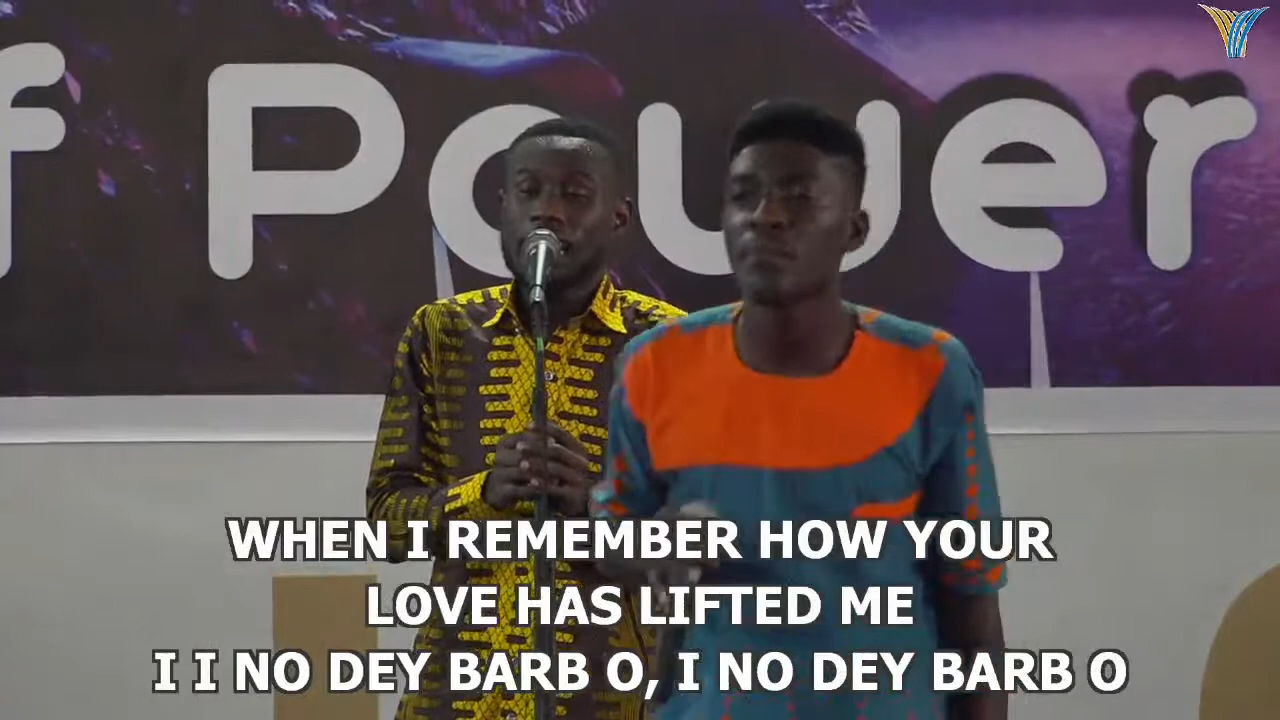 f Power
WHEN I REMEMBER HOW YOUR
LOVE HAS LIFTED ME
I I NO DEY BARB O, I NO DEY BARB O